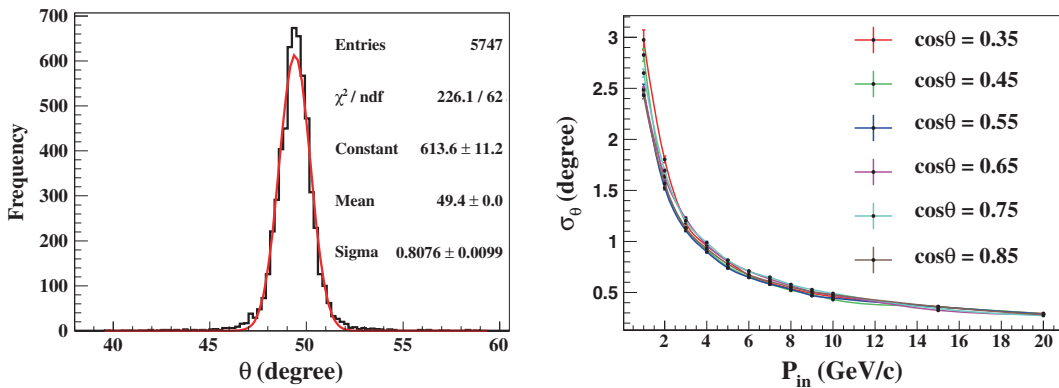 700
600
500
400
300
200
100
0
Frequency
Entries 5747
χ² / ndf 226.1 / 62
Constant 613.6 ± 11.2
Mean 49.4 ± 0.0
Sigma 0.8076 ± 0.0099
40 45 50 55 60
θ (degree)
3
2.5
2
1.5
1
0.5
σθ (degree)
cosθ = 0.35
cosθ = 0.45
cosθ = 0.55
cosθ = 0.65
cosθ = 0.75
cosθ = 0.85
2 4 6 8 10 12 14 16 18 20
Pin (GeV/c)